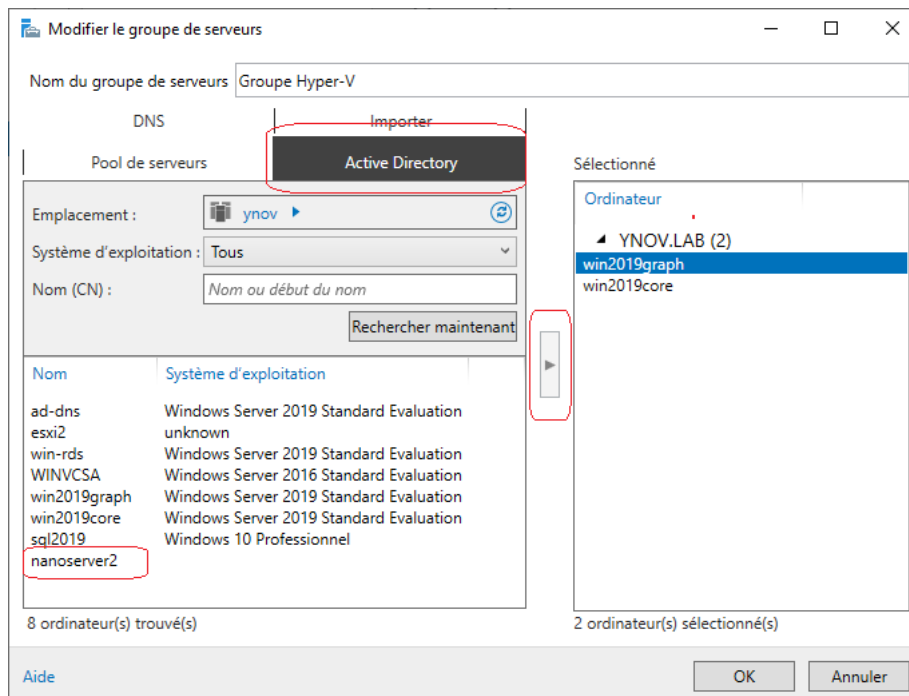 Modifier le groupe de serveurs
Nom du groupe de serveurs Groupe Hyper-V
DNS Importer
Pool de serveurs Active Directory
Emplacement : ynov
Système d'exploitation : Tous
Nom (CN) : Nom ou début du nom
Rechercher maintenant
Nom Système d'exploitation
ad-dns Windows Server 2019 Standard Evaluation
esxi2 unknown
win-rds Windows Server 2019 Standard Evaluation
WINVCSA Windows Server 2016 Standard Evaluation
win2019graph Windows Server 2019 Standard Evaluation
win2019core Windows Server 2019 Standard Evaluation
sql2019 Windows 10 Professionnel
nanoserver2
8 ordinateur(s) trouvé(s)
Sélectionné
Ordinateur
YNOV.LAB (2)
win2019graph
win2019core
2 ordinateur(s) sélectionné(s)
Aide OK Annuler